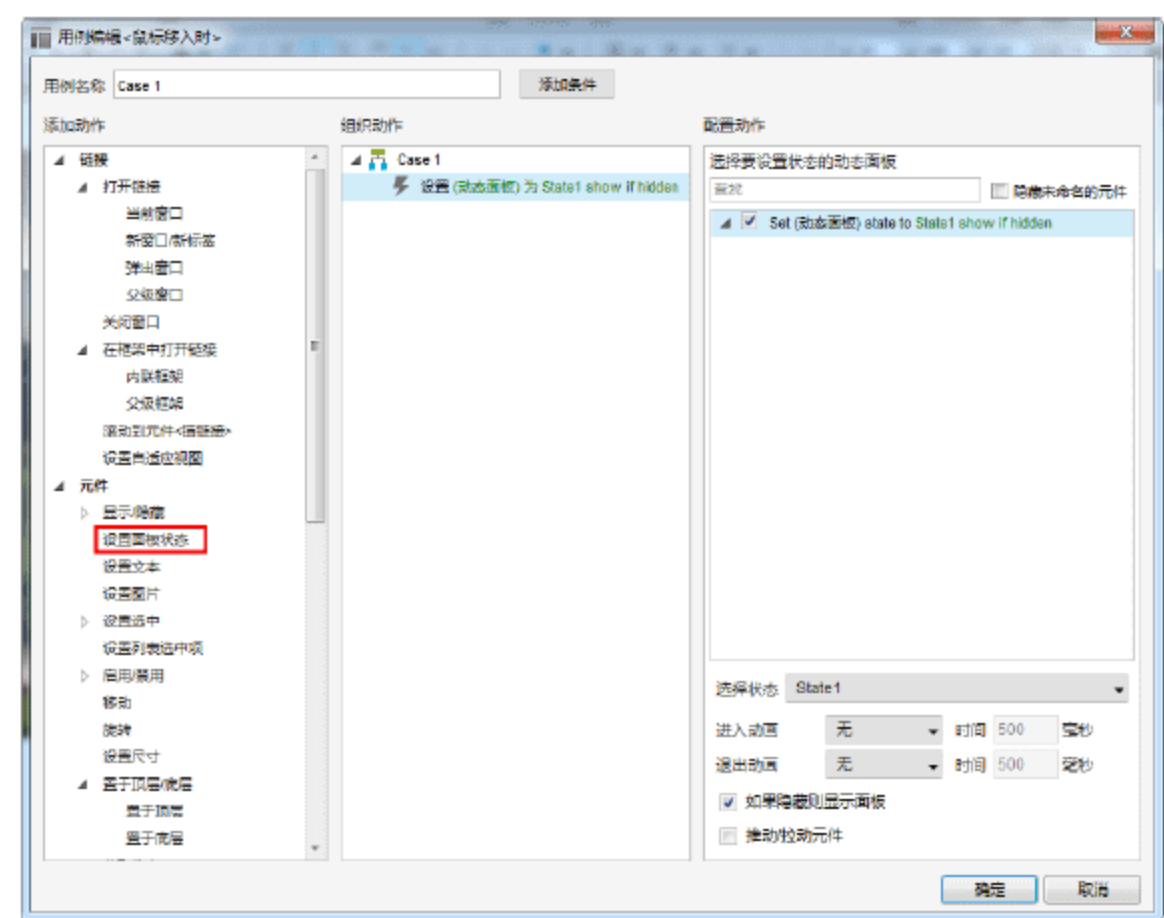 用例编辑<鼠标移入时>
用例名称 Case 1 添加条件
添加动作 组织动作 配置动作
链接
打开链接
当前窗口
新窗口/新标签
弹出窗口
父级窗口
关闭窗口
在框架中打开链接
内联框架
父级框架
滚动到元件<锚链接>
设置自适应视图
元件
显示/隐藏
设置面板状态
设置文本
设置图片
设置选中
设置列表选中项
启用/禁用
移动
旋转
设置尺寸
置于顶层/底层
置于顶层
置于底层
Case 1
设置 (动态面板) 为 State1 show if hidden
选择要设置状态的动态面板
查找 隐藏未命名的元件
Set (动态面板) state to State1 show if hidden
选择状态 State1
进入动画 无 时间 500 毫秒
退出动画 无 时间 500 毫秒
如果隐藏则显示面板
推动/拉动元件
确定 取消